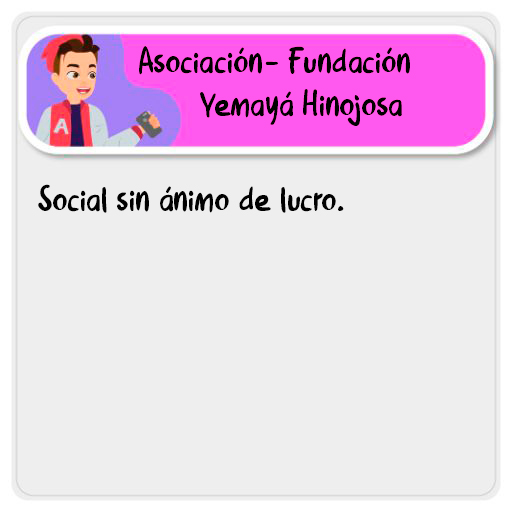 Asociación- Fundación
Yemayá Hinojosa
A
Social sin ánimo de lucro.